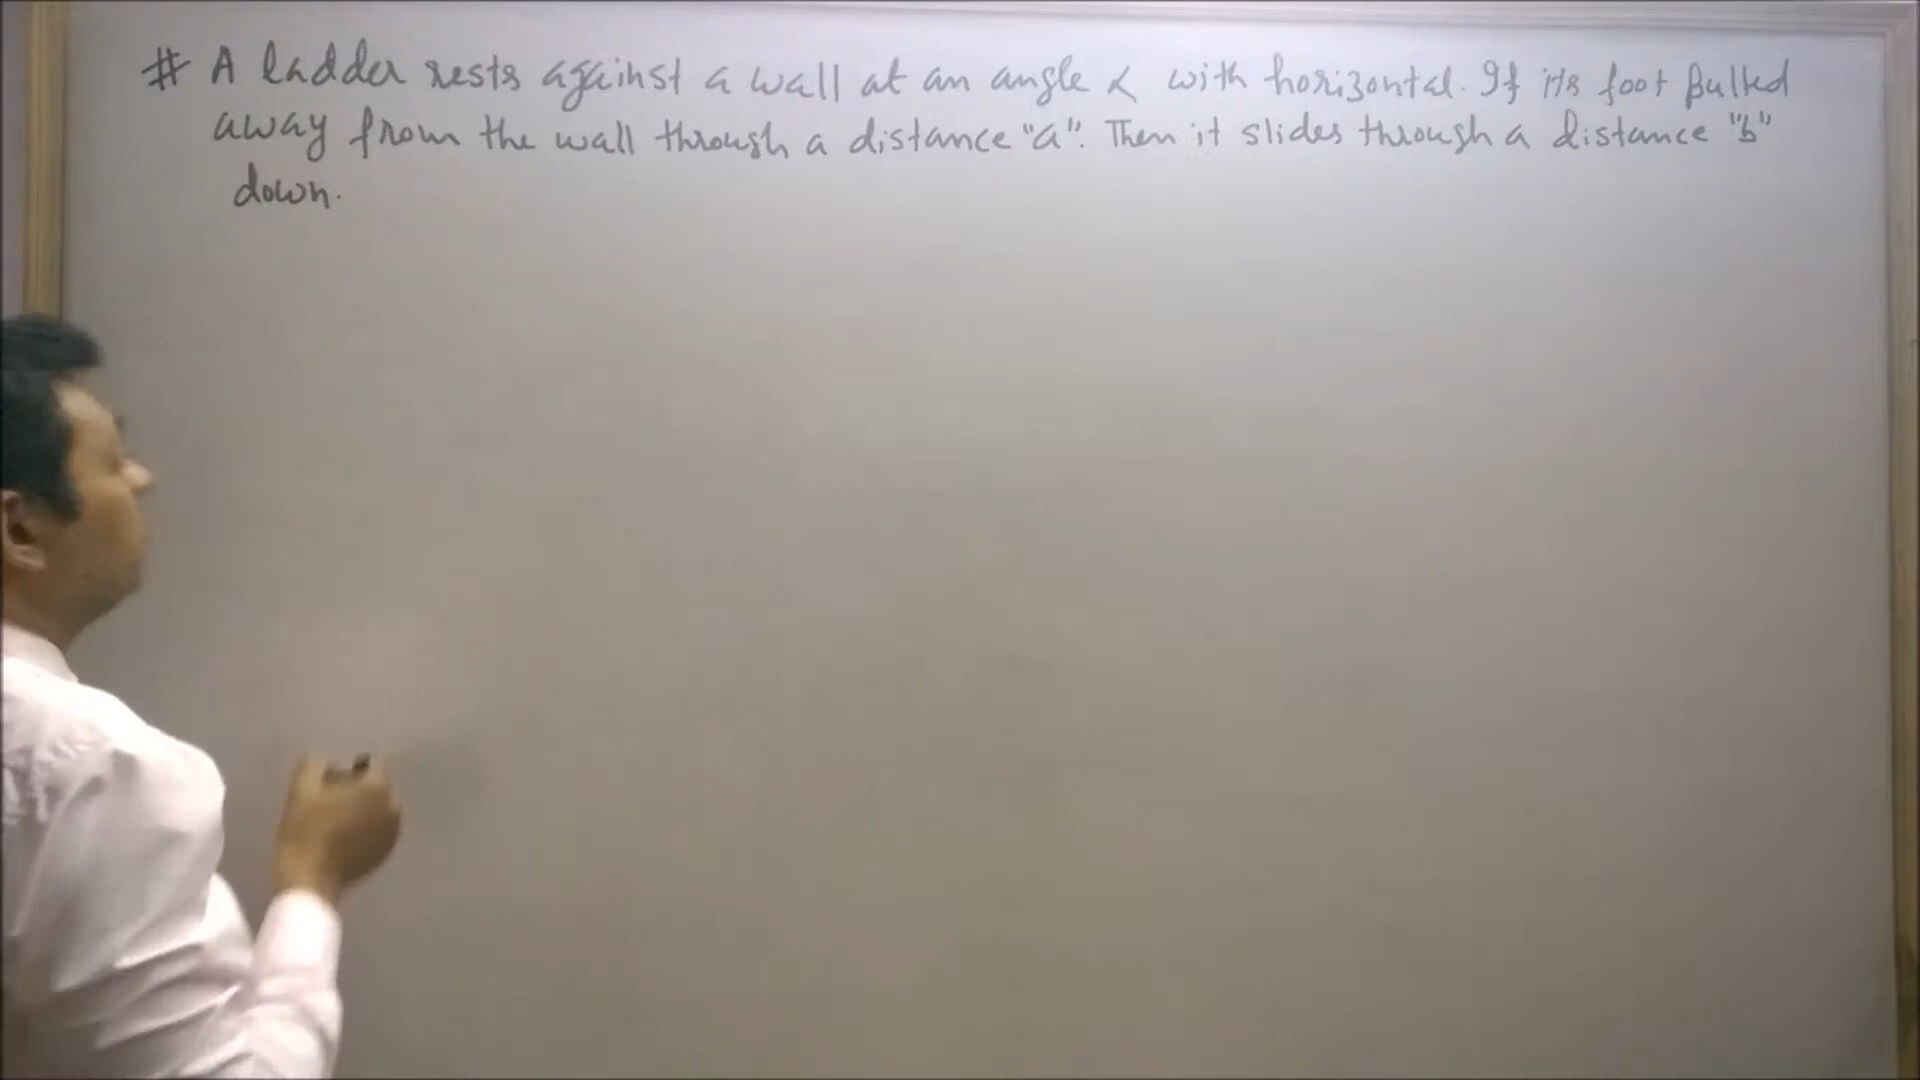 # A ladder rests against a wall at an angle α with horizontal. If its foot pulled
away from the wall through a distance "a". Then it slides through a distance "b"
down.